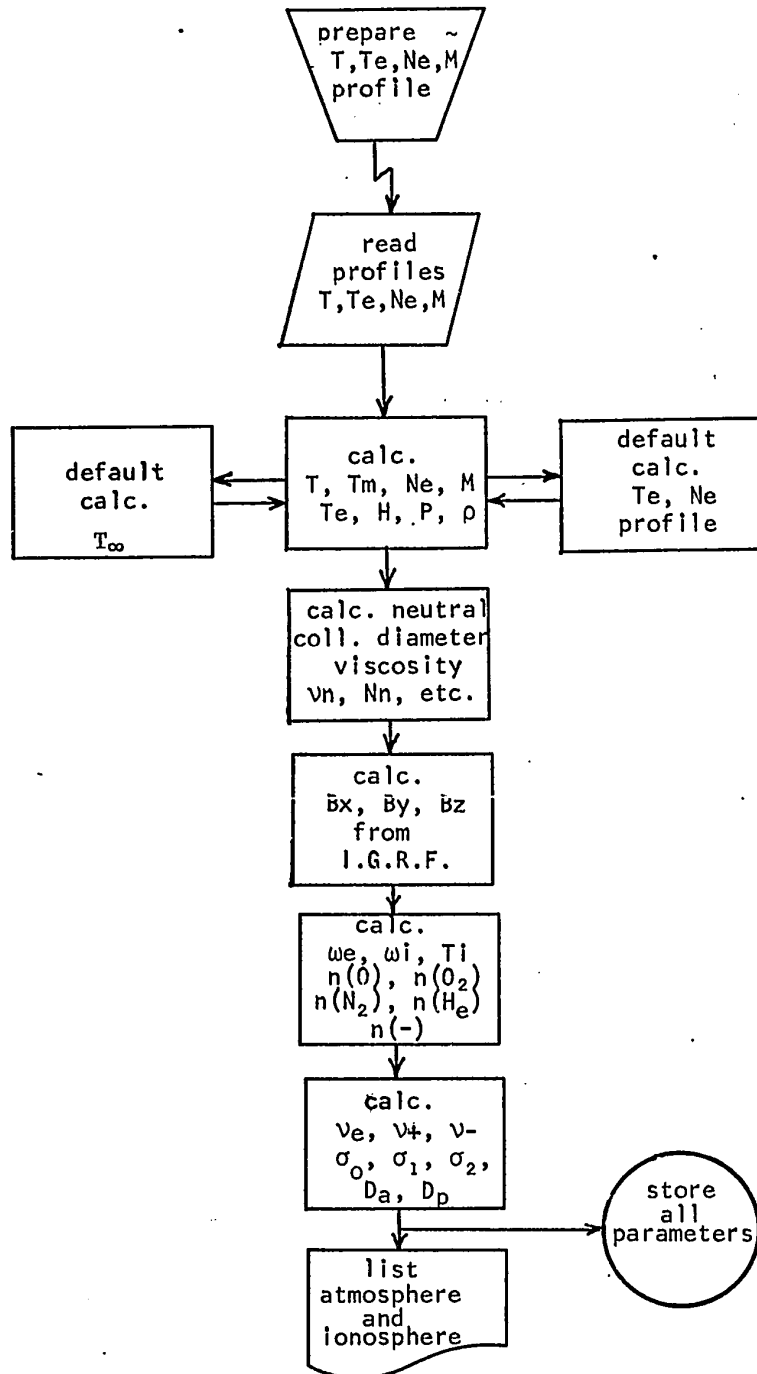 prepare ~
T,Te,Ne,M
profile
read
profiles
T,Te,Ne,M
default
calc.
T∞
calc.
T, Tm, Ne, M
Te, H, P, ρ
default
calc.
Te, Ne
profile
calc. neutral
coll. diameter
viscosity
νn, Nn, etc.
calc.
Bx, By, Bz
from
I.G.R.F.
calc.
ωe, ωi, Ti
n(O), n(O₂)
n(N₂), n(Hₑ)
n(-)
calc.
νe, ν+, ν-
σ₀, σ₁, σ₂,
Dₐ, Dₚ
store
all
parameters
list
atmosphere
and
ionosphere